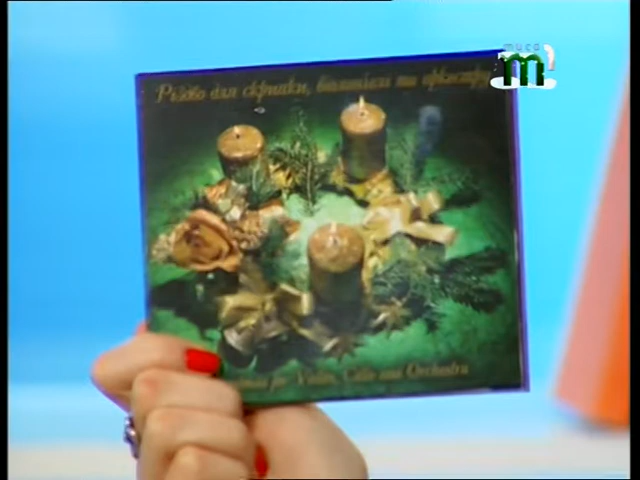 m
Різдво для скрипки, віолончелі та оркестру
for Violin, Cello and Orchestra